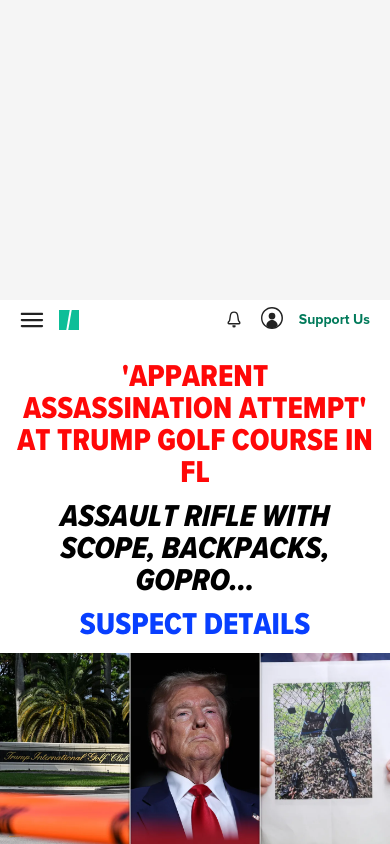 Support Us
'APPARENT
ASSASSINATION ATTEMPT'
AT TRUMP GOLF COURSE IN
FL
ASSAULT RIFLE WITH
SCOPE, BACKPACKS,
GOPRO...
SUSPECT DETAILS
Trump International Golf Club